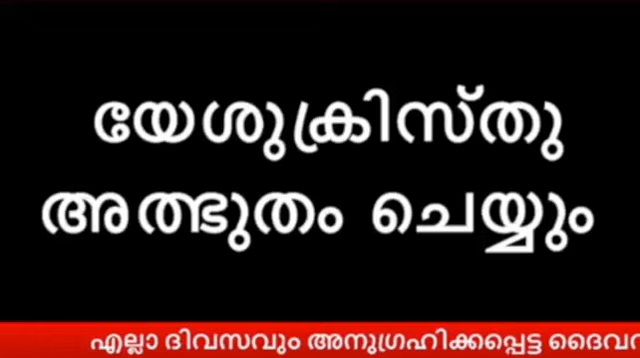 യേശുക്രിസ്തു
അത്ഭുതം ചെയ്യും
എല്ലാ ദിവസവും അനുഗ്രഹിക്കപ്പെട്ട